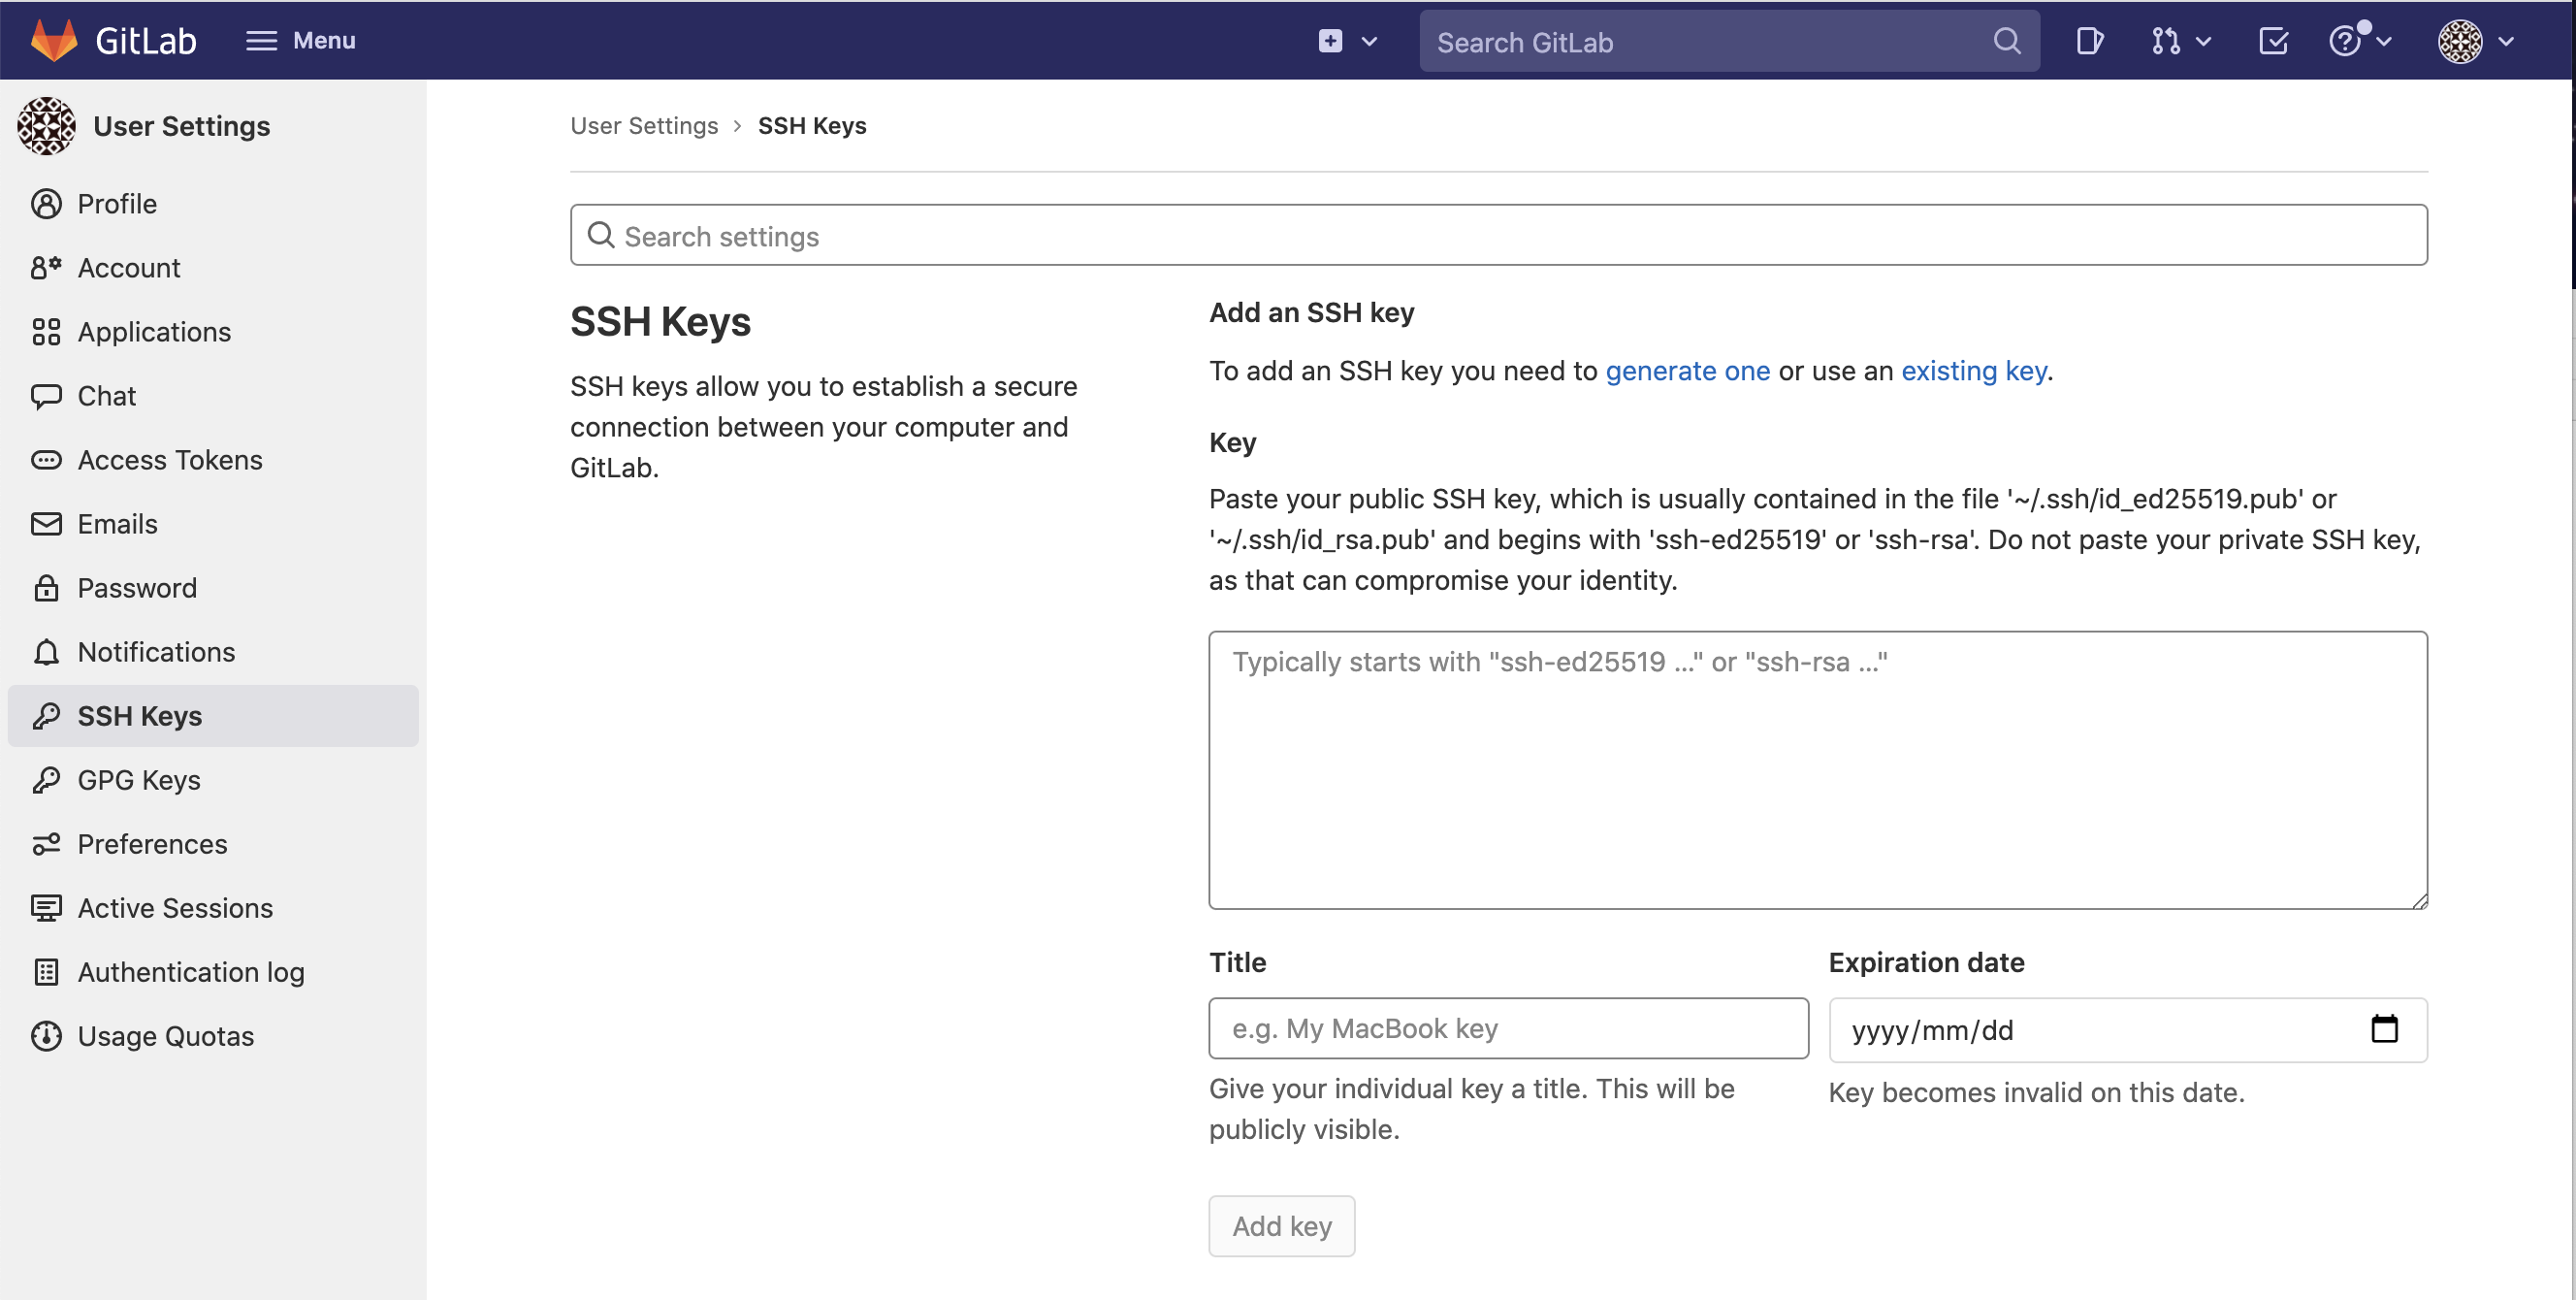 GitLab
Menu
Search GitLab
User Settings
Profile
Account
Applications
Chat
Access Tokens
Emails
Password
Notifications
SSH Keys
GPG Keys
Preferences
Active Sessions
Authentication log
Usage Quotas
User Settings › SSH Keys
Search settings
SSH Keys
SSH keys allow you to establish a secure
connection between your computer and
GitLab.
Add an SSH key
To add an SSH key you need to generate one or use an existing key.
Key
Paste your public SSH key, which is usually contained in the file '~/.ssh/id_ed25519.pub' or
'~/.ssh/id_rsa.pub' and begins with 'ssh-ed25519' or 'ssh-rsa'. Do not paste your private SSH key,
as that can compromise your identity.
Typically starts with "ssh-ed25519 …" or "ssh-rsa …"
Title
e.g. My MacBook key
Give your individual key a title. This will be
publicly visible.
Expiration date
yyyy/mm/dd
Key becomes invalid on this date.
Add key